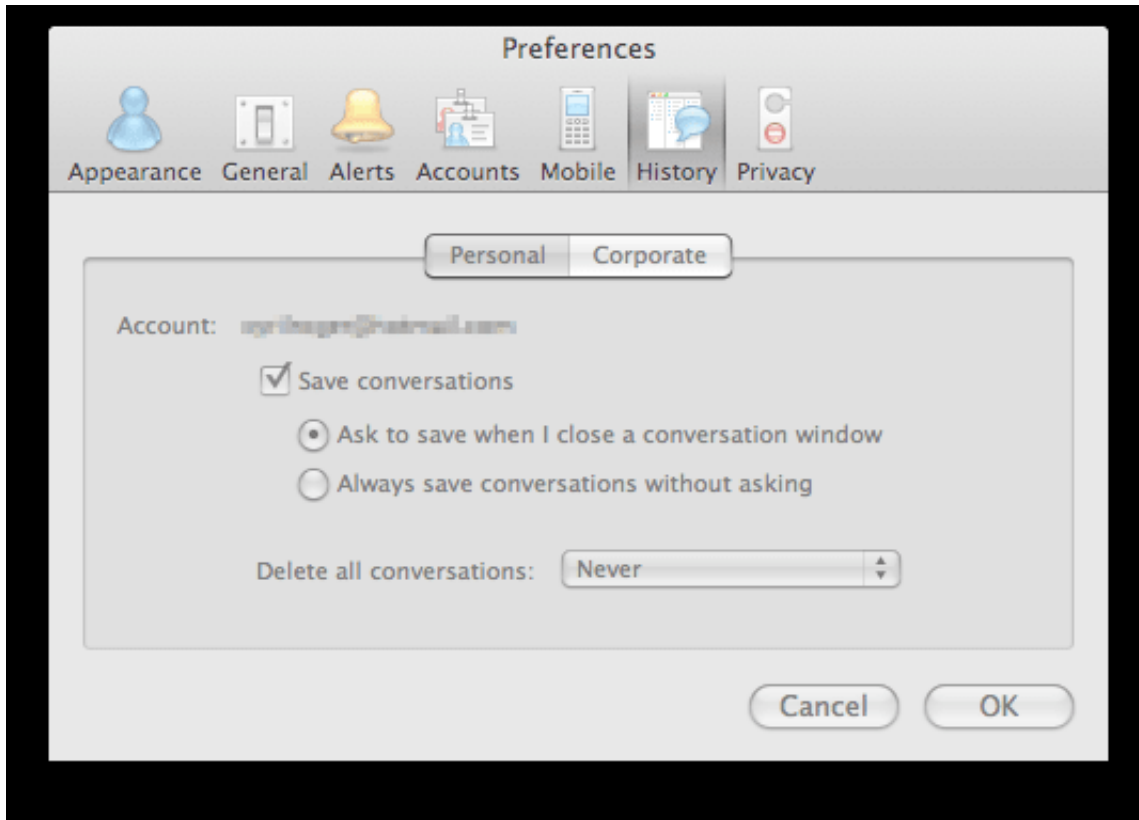 Preferences
Appearance General Alerts Accounts Mobile History Privacy
Personal Corporate
Account:
Save conversations
Ask to save when I close a conversation window
Always save conversations without asking
Delete all conversations: Never
Cancel OK